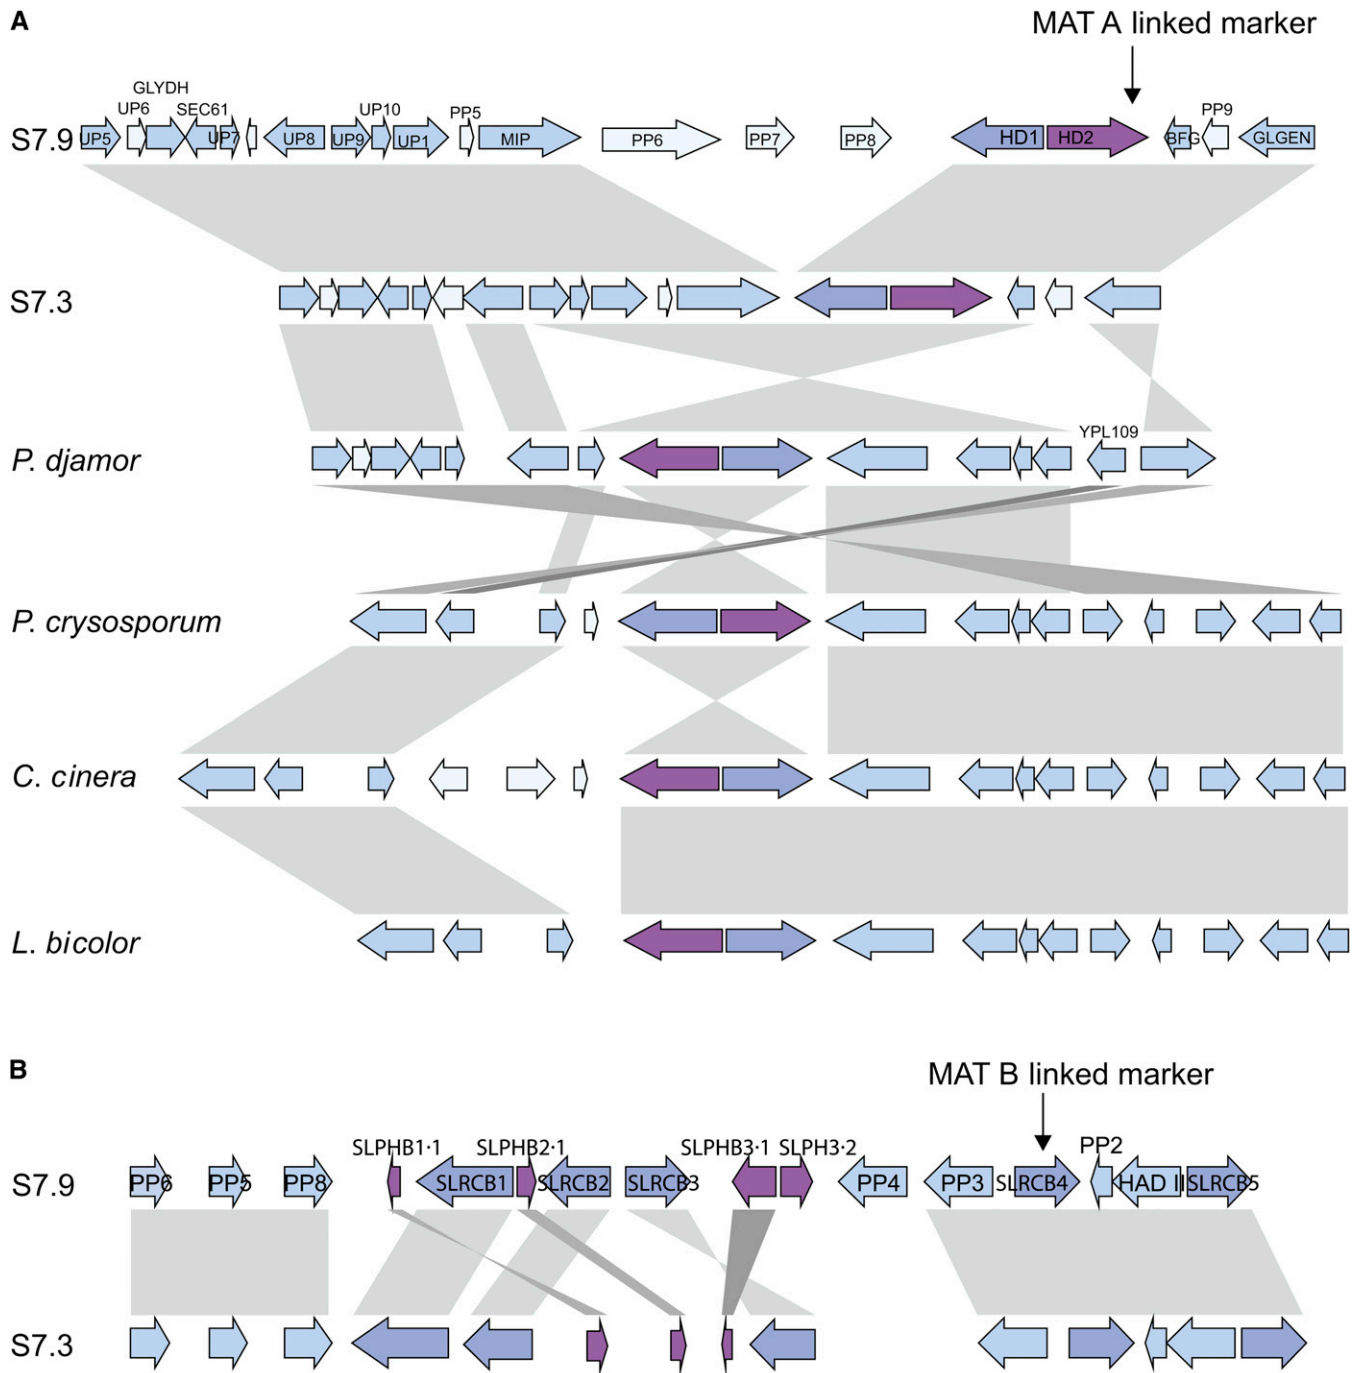 A
MAT A linked marker
GLYDH
UP6 SEC61 UP10 PP5 PP9
S7.9 UP5 UP7 UP8 UP9 UP1 MIP PP6 PP7 PP8 HD1 HD2 BFG GLGEN
S7.3
YPL109
P. djamor
P. crysosporum
C. cinera
L. bicolor
B
MAT B linked marker
SLPHB1·1 SLPHB2·1 SLPHB3·1 SLPH3·2 PP2
S7.9 PP6 PP5 PP8 SLRCB1 SLRCB2 SLRCB3 PP4 PP3 SLRCB4 HAD II SLRCB5
S7.3